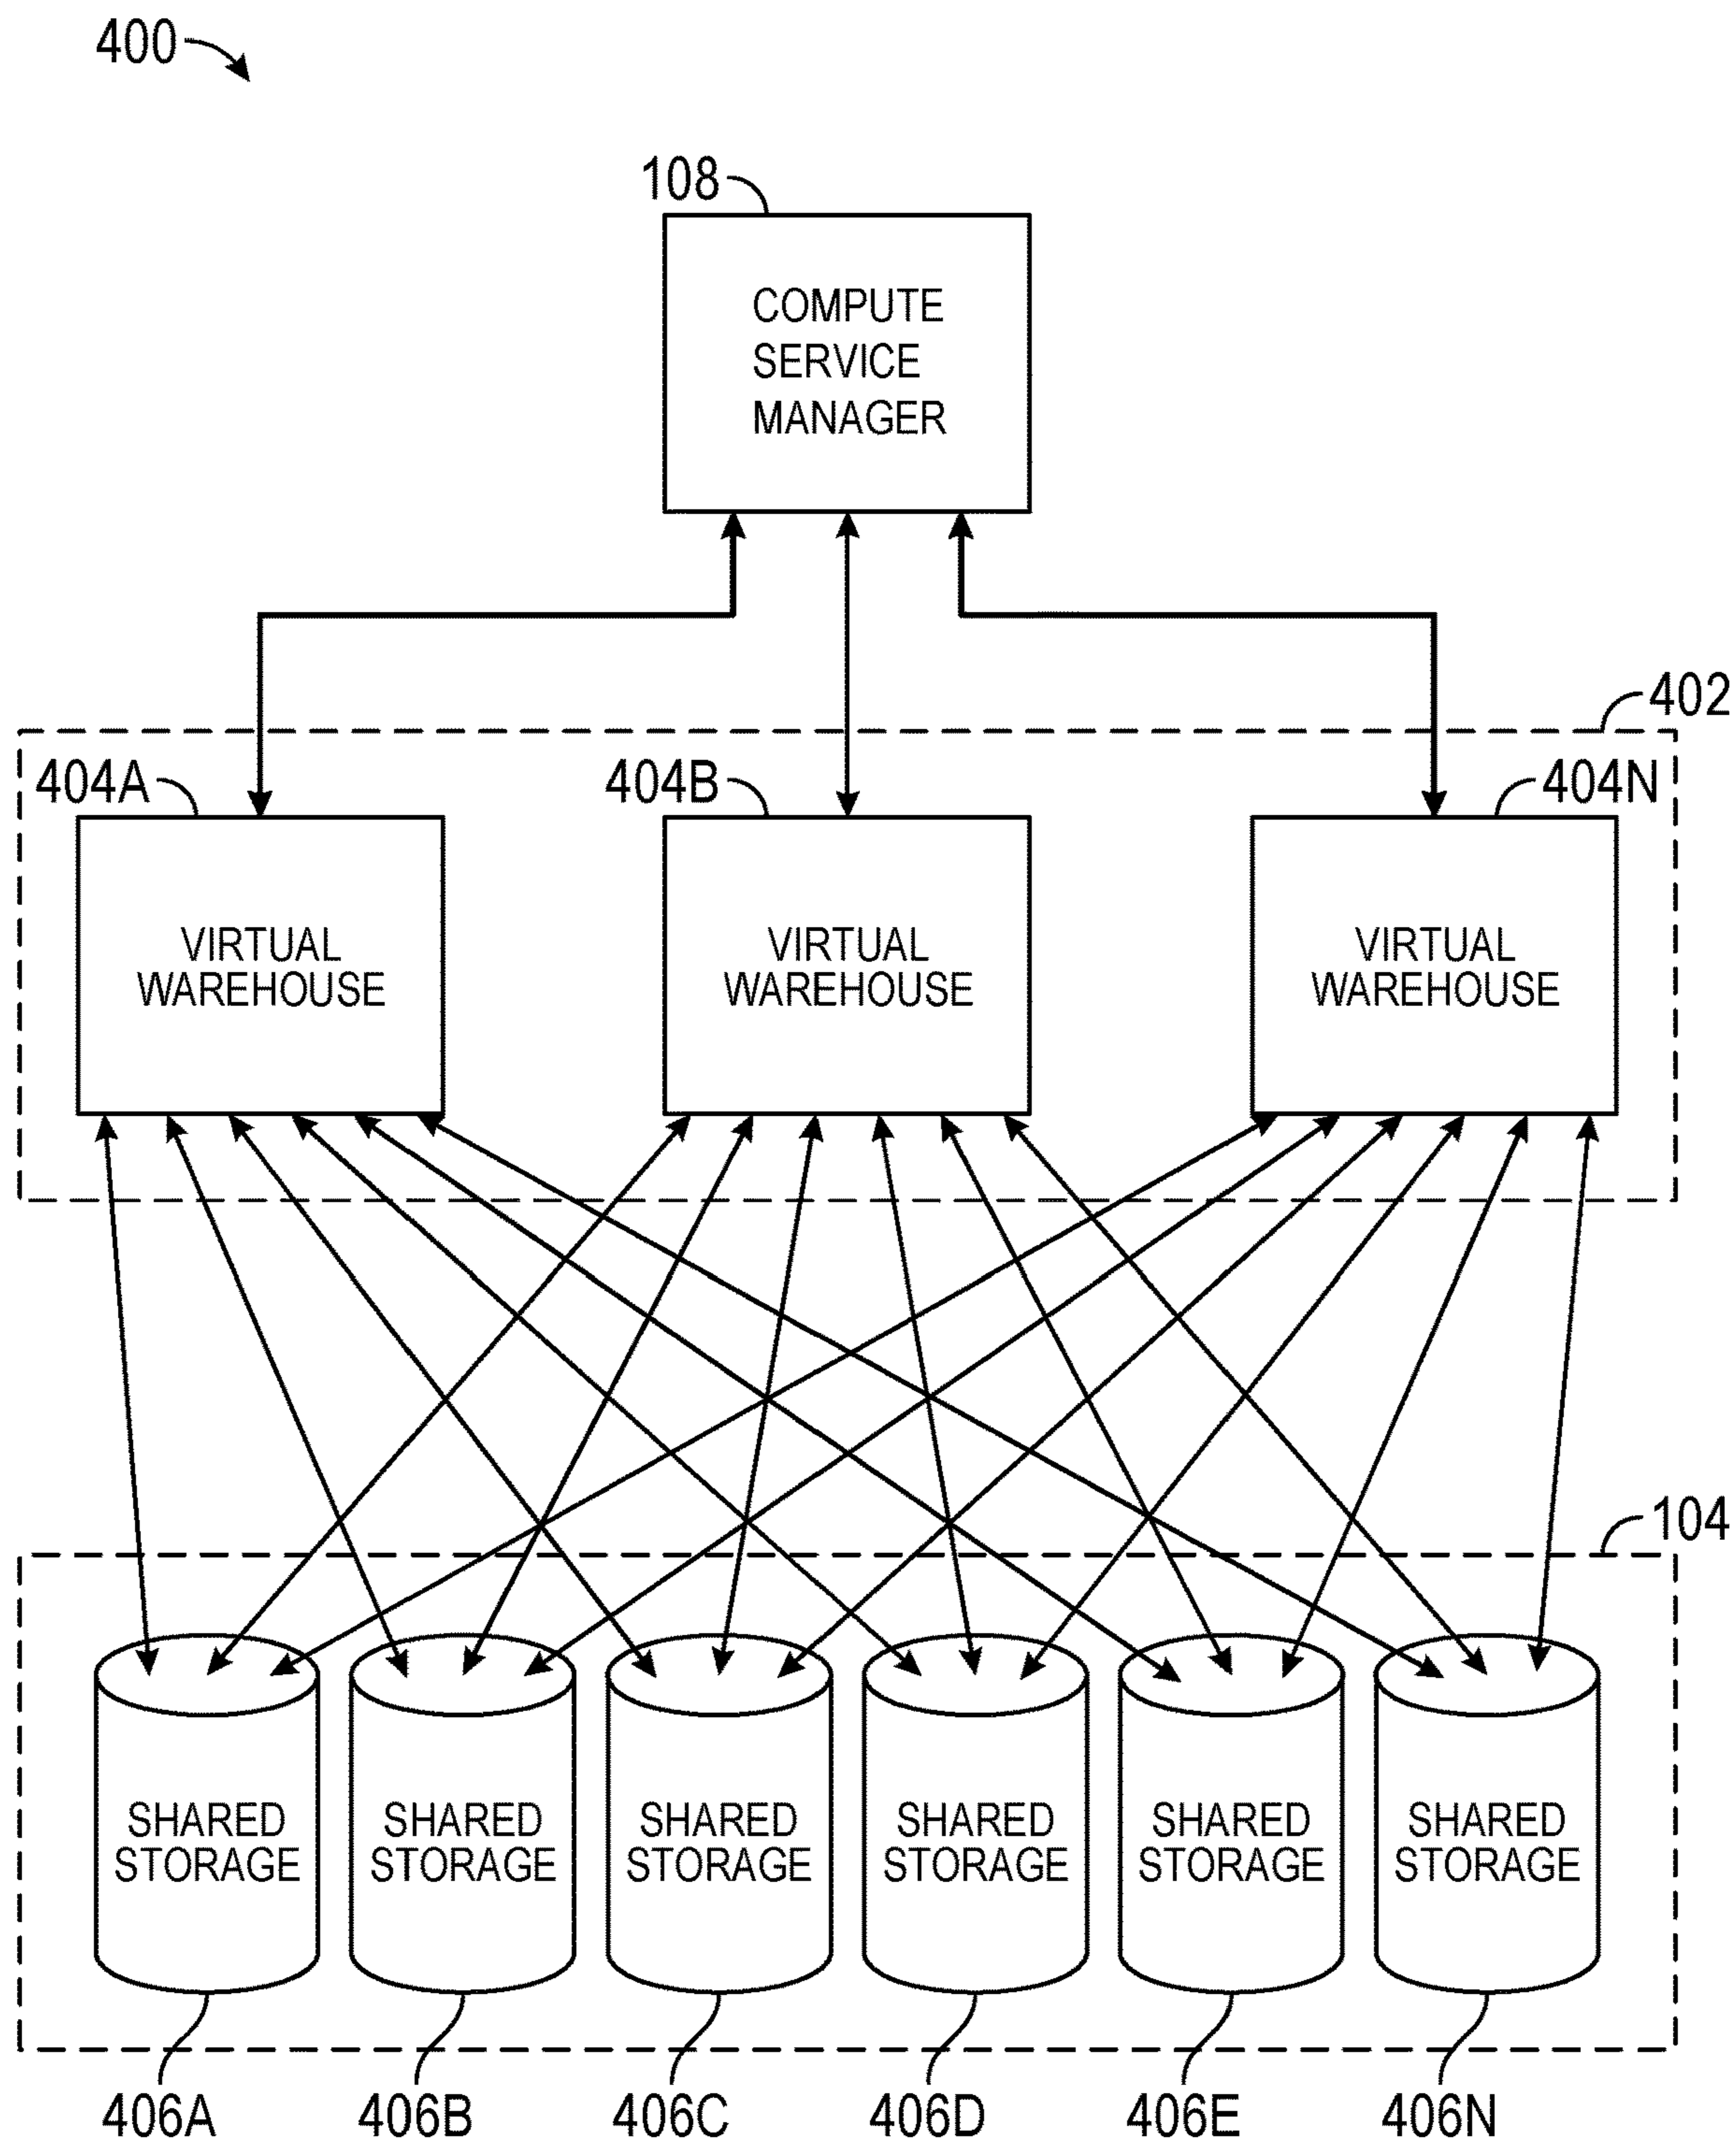 400
108
COMPUTE
SERVICE
MANAGER
402
404A
404B
404N
VIRTUAL
WAREHOUSE
VIRTUAL
WAREHOUSE
VIRTUAL
WAREHOUSE
104
SHARED
STORAGE
SHARED
STORAGE
SHARED
STORAGE
SHARED
STORAGE
SHARED
STORAGE
SHARED
STORAGE
406A
406B
406C
406D
406E
406N